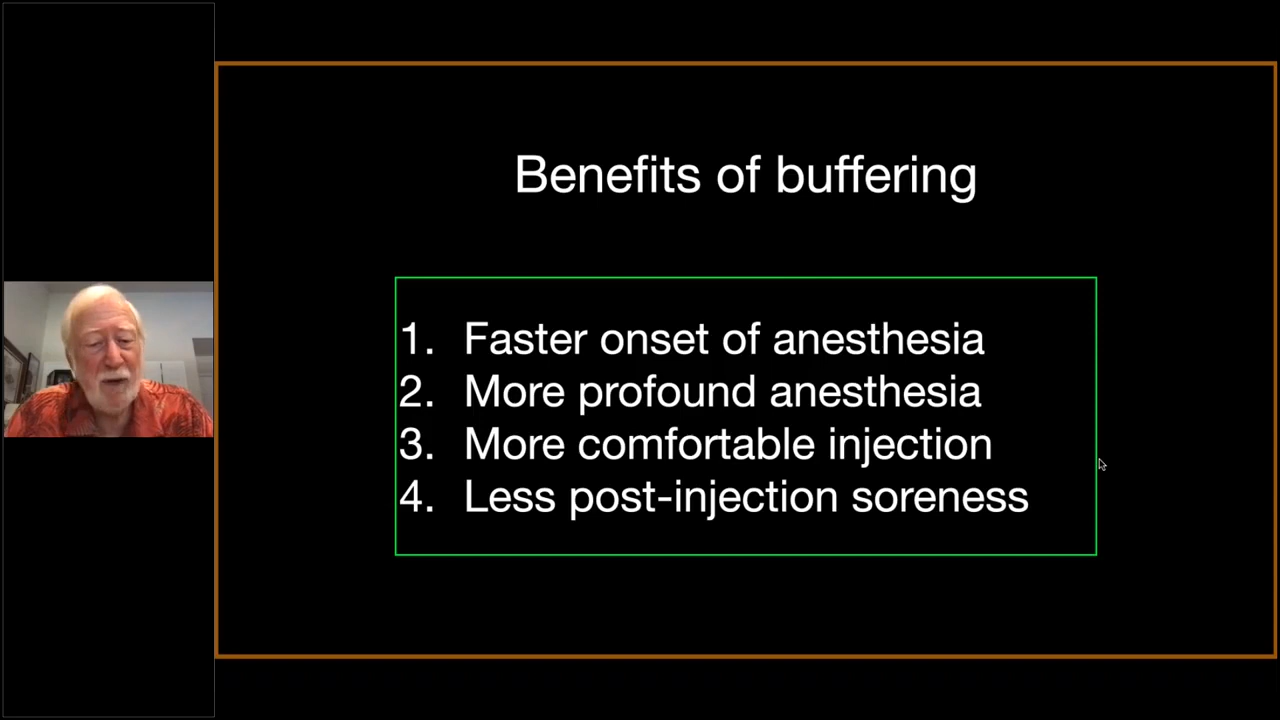 Benefits of buffering
1. Faster onset of anesthesia
2. More profound anesthesia
3. More comfortable injection
4. Less post-injection soreness